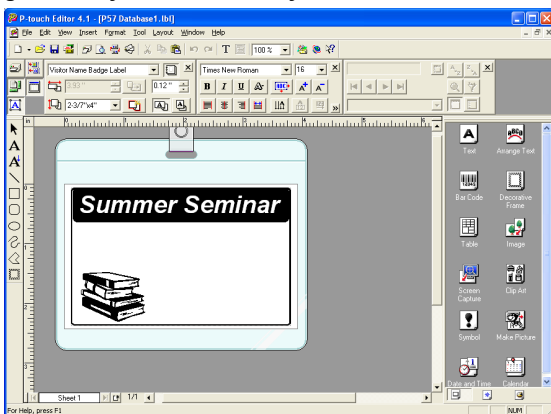 P-touch Editor 4.1 - [P57 Database1.lbl]
File Edit View Insert Format Tool Layout Window Help
100 %
Visitor Name Badge Label
Times New Roman
16
3.93"
0.12"
B I U
2-3/7"x4"
in
Summer Seminar
Text
Arrange Text
Bar Code
Decorative Frame
Table
Image
Screen Capture
Clip Art
Symbol
Make Picture
Date and Time
Calendar
Sheet 1
1/1
For Help, press F1
NUM